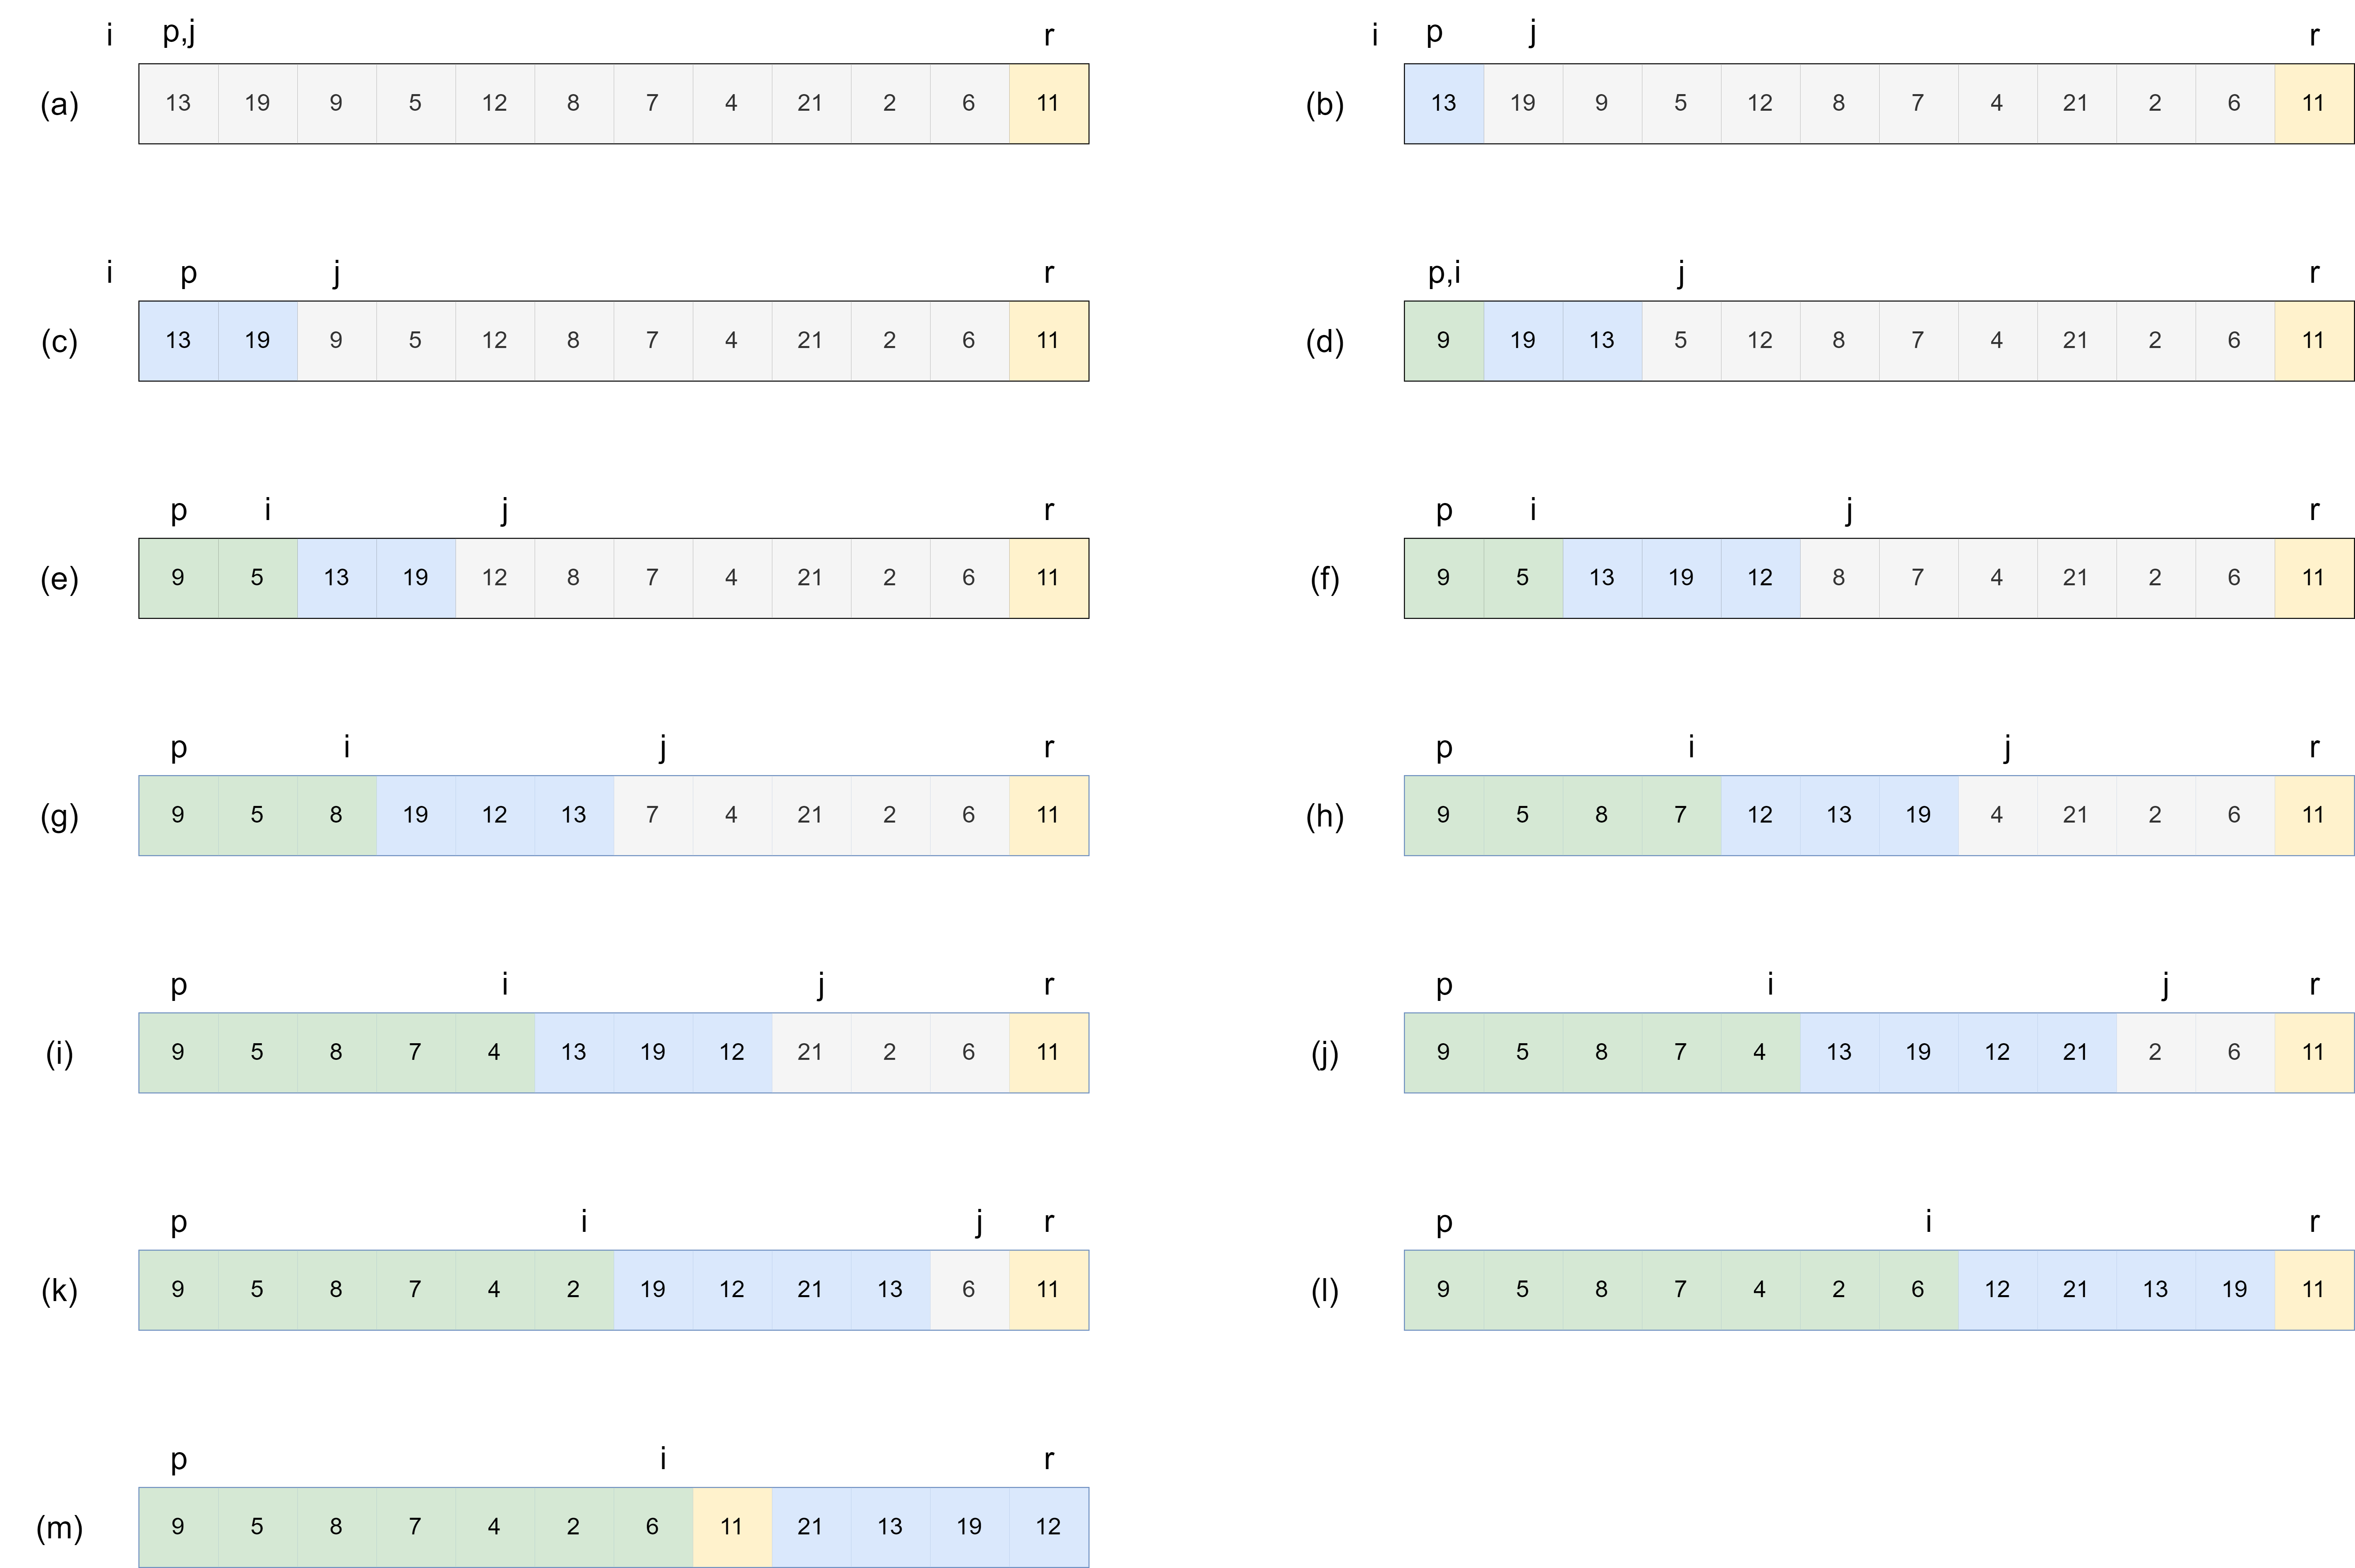 i p,j r
(a) 13 19 9 5 12 8 7 4 21 2 6 11
i p j r
(b) 13 19 9 5 12 8 7 4 21 2 6 11
i p j r
(c) 13 19 9 5 12 8 7 4 21 2 6 11
p,i j r
(d) 9 19 13 5 12 8 7 4 21 2 6 11
p i j r
(e) 9 5 13 19 12 8 7 4 21 2 6 11
p i j r
(f) 9 5 13 19 12 8 7 4 21 2 6 11
p i j r
(g) 9 5 8 19 12 13 7 4 21 2 6 11
p i j r
(h) 9 5 8 7 12 13 19 4 21 2 6 11
p i j r
(i) 9 5 8 7 4 13 19 12 21 2 6 11
p i j r
(j) 9 5 8 7 4 13 19 12 21 2 6 11
p i j r
(k) 9 5 8 7 4 2 19 12 21 13 6 11
p i r
(l) 9 5 8 7 4 2 6 12 21 13 19 11
p i r
(m) 9 5 8 7 4 2 6 11 21 13 19 12